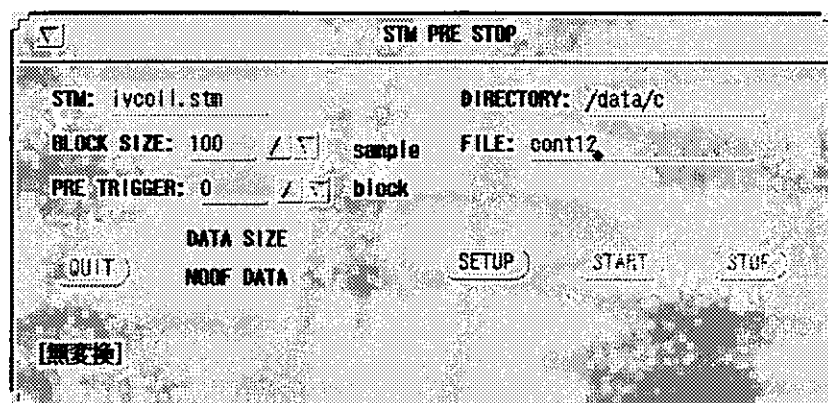 STM PRE STOP
STM: ivcoll.stm DIRECTORY: /data/c
BLOCK SIZE: 100 sample FILE: cont12
PRE TRIGGER: 0 block
DATA SIZE
QUIT NOOF DATA SETUP START STOP
[無変換]